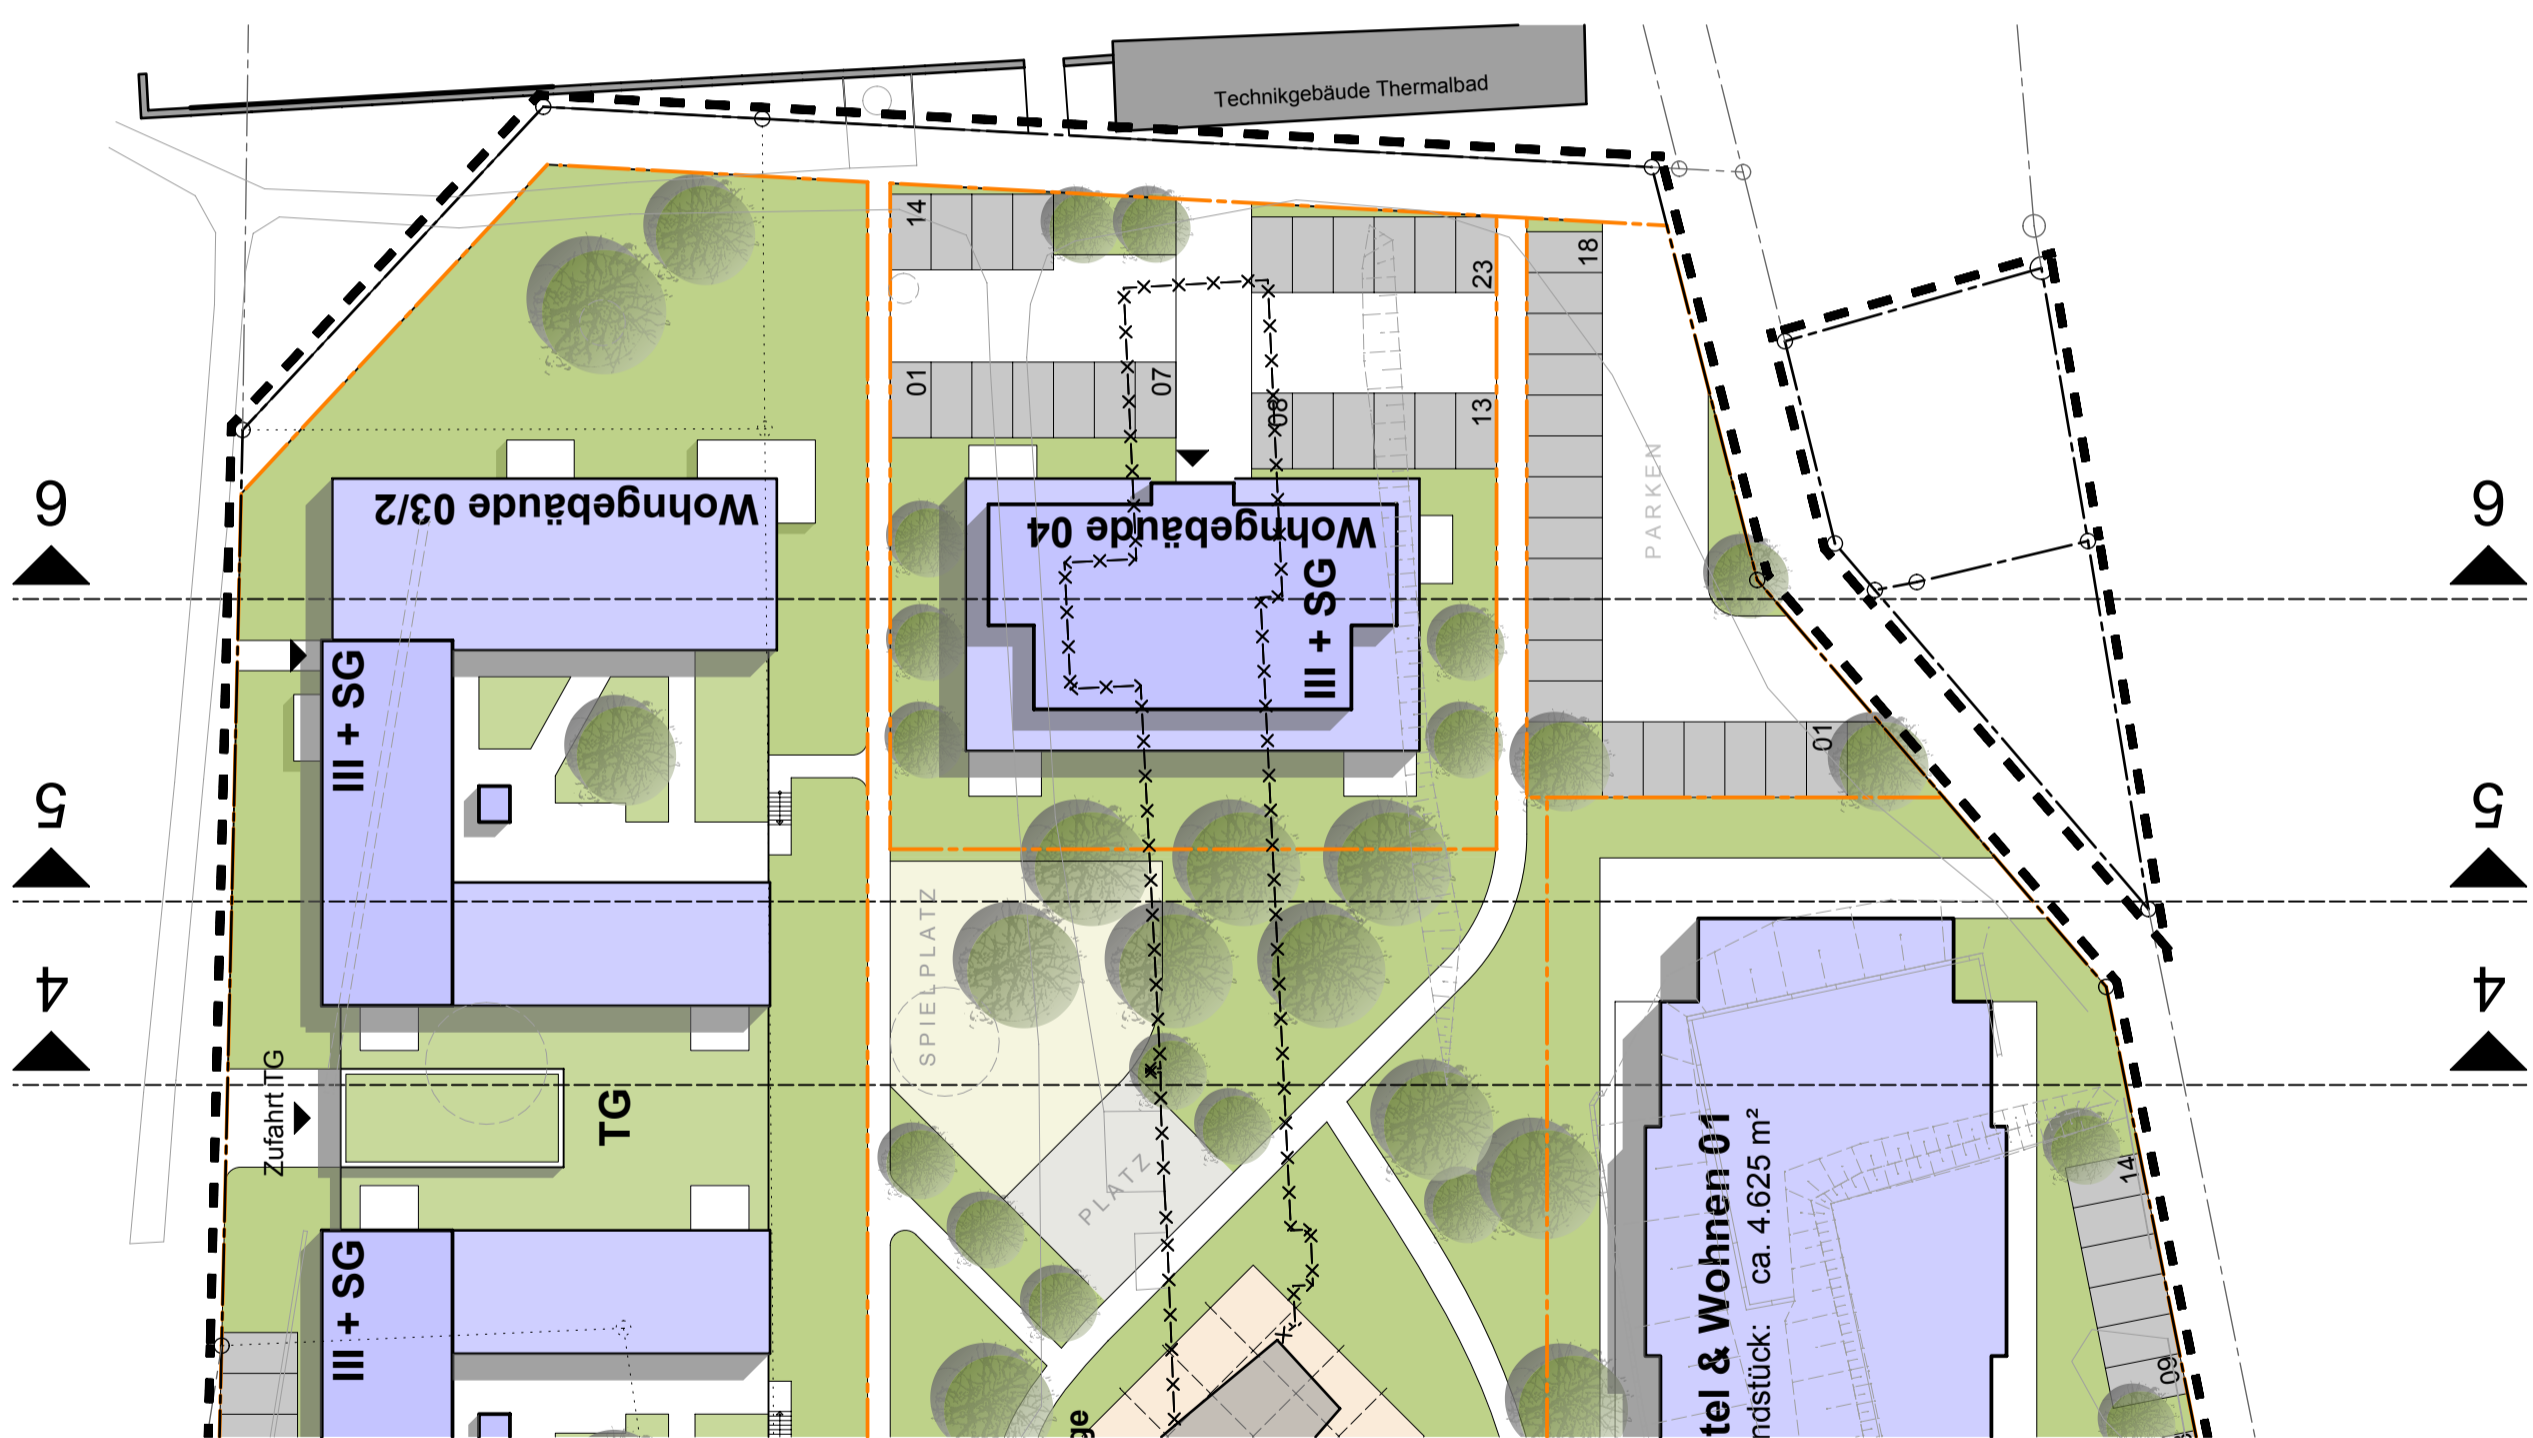 Technikgebäude Thermalbad
14
18
23
01
07
08
13
PARKEN
6
6
Wohngebäude 03/2
Wohngebäude 04
III + SG
III + SG
01
5
5
SPIELPLATZ
4
4
Zufahrt TG
TG
PLATZ
tel & Wohnen 01
ndstück: ca. 4.625 m²
14
09
III + SG
ge